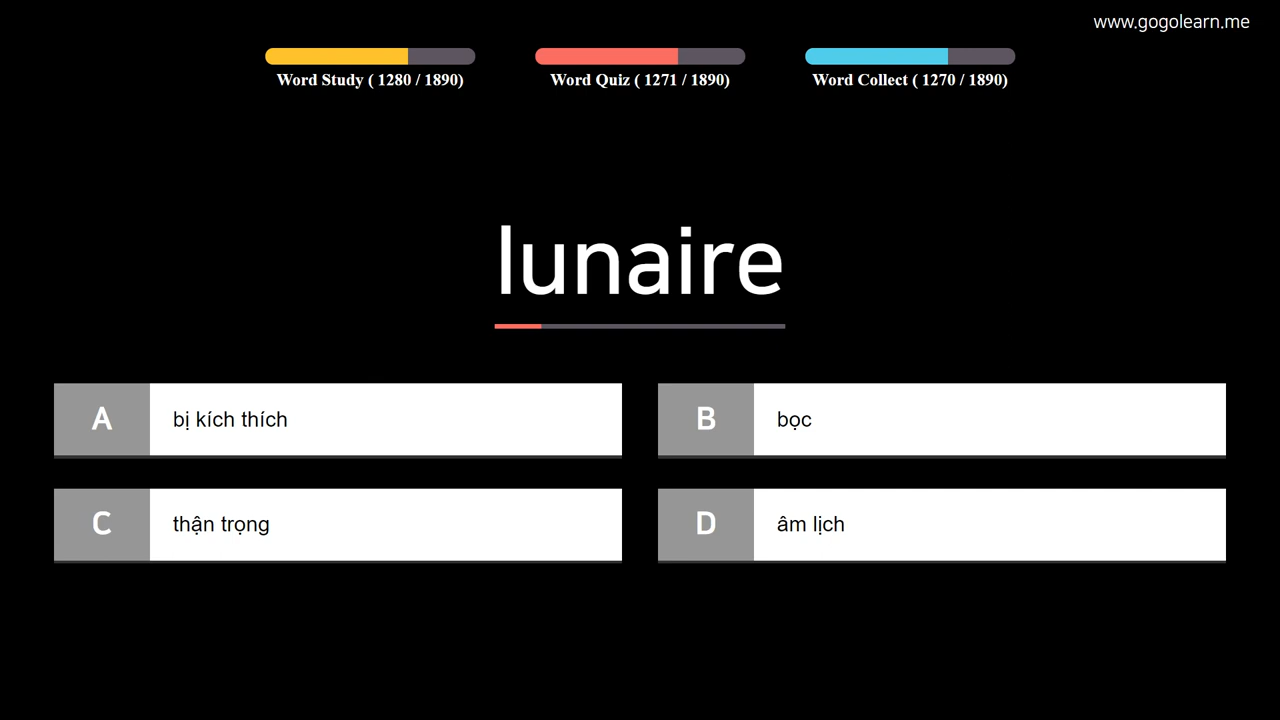 www.gogolearn.me
Word Study ( 1280 / 1890)
Word Quiz ( 1271 / 1890)
Word Collect ( 1270 / 1890)
lunaire
A bị kích thích
B bọc
C thận trọng
D âm lịch